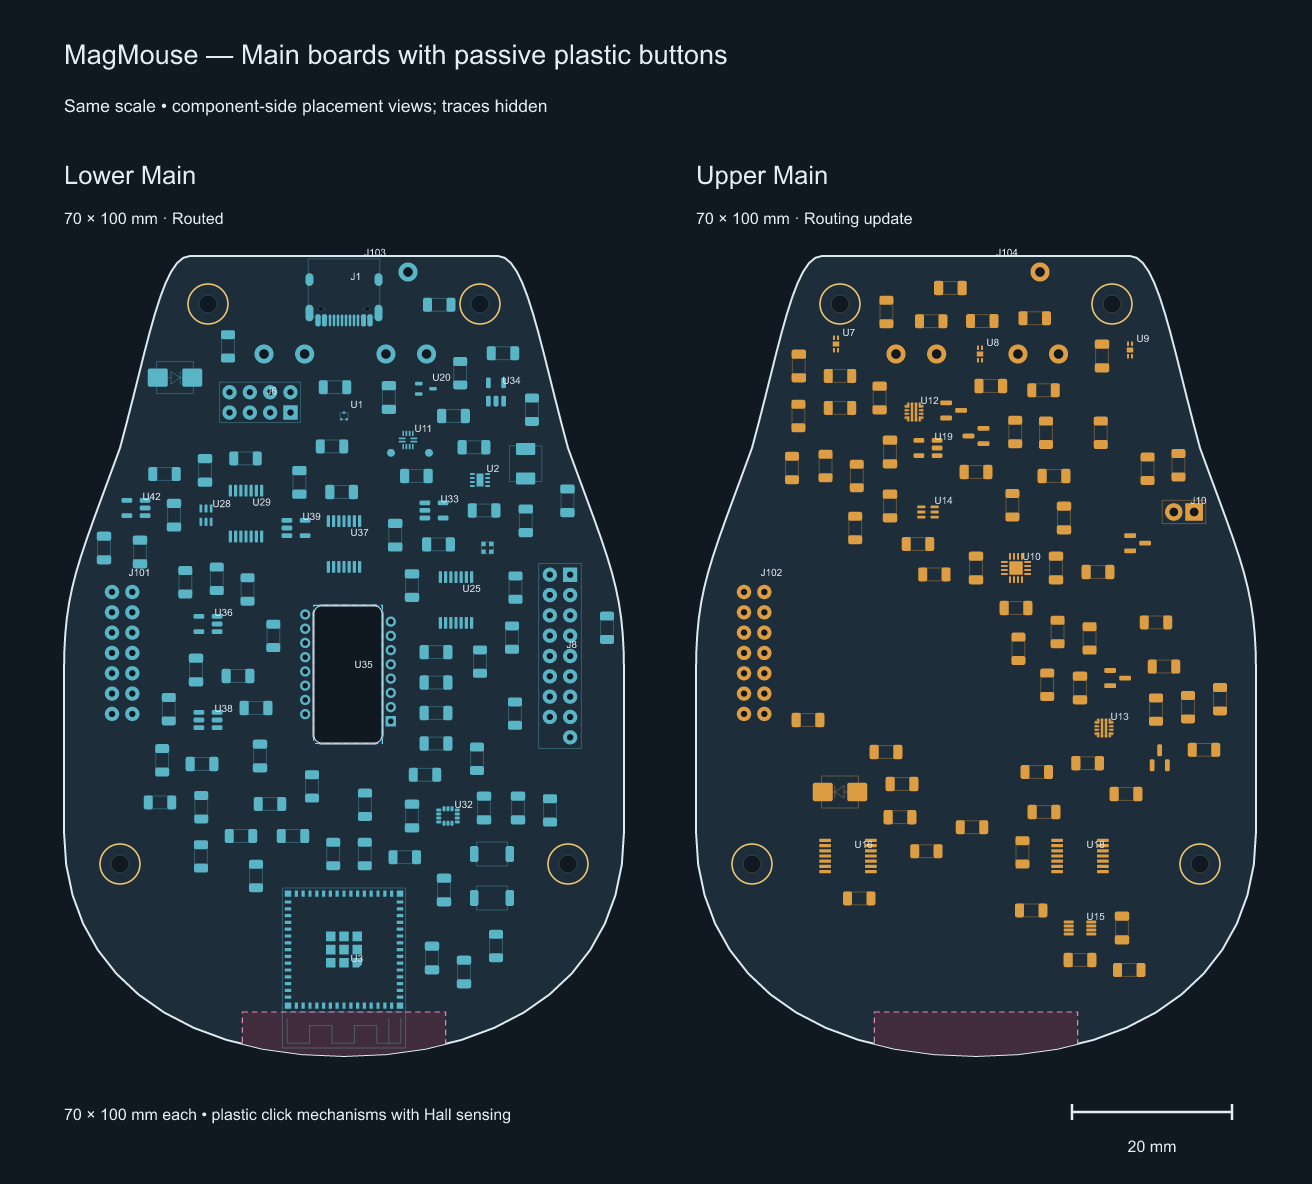 MagMouse — Main boards with passive plastic buttons
Same scale • component-side placement views; traces hidden
Lower Main
70 × 100 mm · Routed
J103
J1
J6
U20
U34
U1
U11
U2
U42
U28
U29
U39
U37
U33
J101
U25
U36
J8
U35
U38
U32
U3
Upper Main
70 × 100 mm · Routing update
J104
U7
U8
U9
U12
U19
U14
J10
U10
J102
U13
U16
U18
U15
70 × 100 mm each • plastic click mechanisms with Hall sensing
20 mm